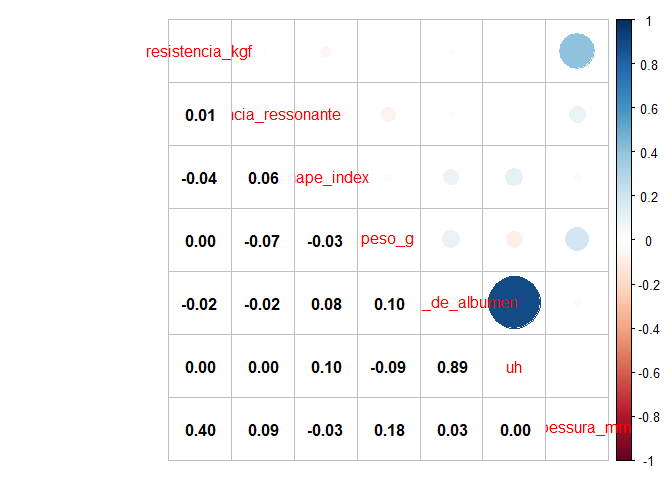 resistencia_kgf
0.01 ncia_ressonante
-0.04 0.06 ape_index
0.00 -0.07 -0.03 peso_g
-0.02 -0.02 0.08 0.10 _de_albumen
0.00 0.00 0.10 -0.09 0.89 uh
0.40 0.09 -0.03 0.18 0.03 0.00 pessura_mm
1
0.8
0.6
0.4
0.2
0
-0.2
-0.4
-0.6
-0.8
-1